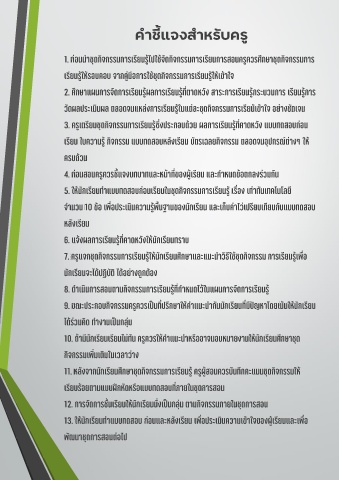 คำชี้แจงสำหรับครู
1. ก่อนนำชุดกิจกรรมการเรียนรู้ไปใช้จัดกิจกรรมการเรียนการสอนครูควรศึกษาชุดกิจกรรมการ
เรียนรู้ให้รอบคอบ จากคู่มือการใช้ชุดกิจกรรมการเรียนรู้ให้เข้าใจ
2. ศึกษาแผนการจัดการเรียนรู้ผลการเรียนรู้ที่คาดหวัง สาระการเรียนรู้กระบวนการ เรียนรู้การ
วัดผลประเมินผล ตลอดจนแหล่งการเรียนรู้ในแต่ละชุดกิจกรรมการเรียนรู้เข้าใจ อย่างชัดเจน
3. ครูเตรียมชุดกิจกรรมการเรียนรู้ซึ่งประกอบด้วย ผลการเรียนรู้ที่คาดหวัง แบบทดสอบก่อน
เรียน ใบความรู้ กิจกรรม แบบทดสอบหลังเรียน บัตรเฉลยกิจกรรม ตลอดจนอุปกรณ์ต่างๆ ให้
ครบถ้วน
4. ก่อนสอนครูควรชี้แจงบทบาทและหน้าที่ของผู้เรียน และกำหนดข้อตกลงร่วมกัน
5. ให้นักเรียนทำแบบทดสอบก่อนเรียนในชุดกิจกรรมการเรียนรู้ เรื่อง เท่าทันเทคโนโลยี
จำนวน 10 ข้อ เพื่อประเมินความรู้พื้นฐานของนักเรียน และเก็บค่าไว้เปรียบเทียบกับแบบทดสอบ
หลังเรียน
6. แจ้งผลการเรียนรู้ที่คาดหวังให้นักเรียนทราบ
7. ครูแจกชุดกิจกรรมการเรียนรู้ให้นักเรียนศึกษาและแนะนำวิธีใช้ชุดกิจกรรม การเรียนรู้เพื่อ
นักเรียนจะได้ปฏิบัติ ได้อย่างถูกต้อง
8. ดำเนินการสอนตามกิจกรรมการเรียนรู้ที่กำหนดไว้ในแผนการจัดการเรียนรู้
9. ขณะประกอบกิจกรรมครูควรเป็นที่ปรึกษาให้คำแนะนำกับนักเรียนที่มีปัญหาโดยเน้นให้นักเรียน
ได้ร่วมคิด ทำงานเป็นกลุ่ม
10. ถ้ามีนักเรียนเรียนไม่ทัน ครูควรให้คำแนะนำหรืออาจมอบหมายงานให้นักเรียนศึกษาชุด
กิจกรรมเพิ่มเติมในเวลาว่าง
11. หลังจากนักเรียนศึกษาชุดกิจกรรมการเรียนรู้ ครูผู้สอนควรบันทึกคะแนนชุดกิจกรรมให้
เรียบร้อยตามแบบฝึกหัดหรือแบบทดสอบที่ภายในชุดการสอน
12. การจัดการชั้นเรียนให้นักเรียนนั่งเป็นกลุ่ม ตามกิจกรรมภายในชุดการสอน
13. ให้นักเรียนทำแบบทดสอบ ก่อนและหลังเรียน เพื่อประเมินความเข้าใจของผู้เรียนและเพื่อ
พัฒนาชุดการสอนต่อไป